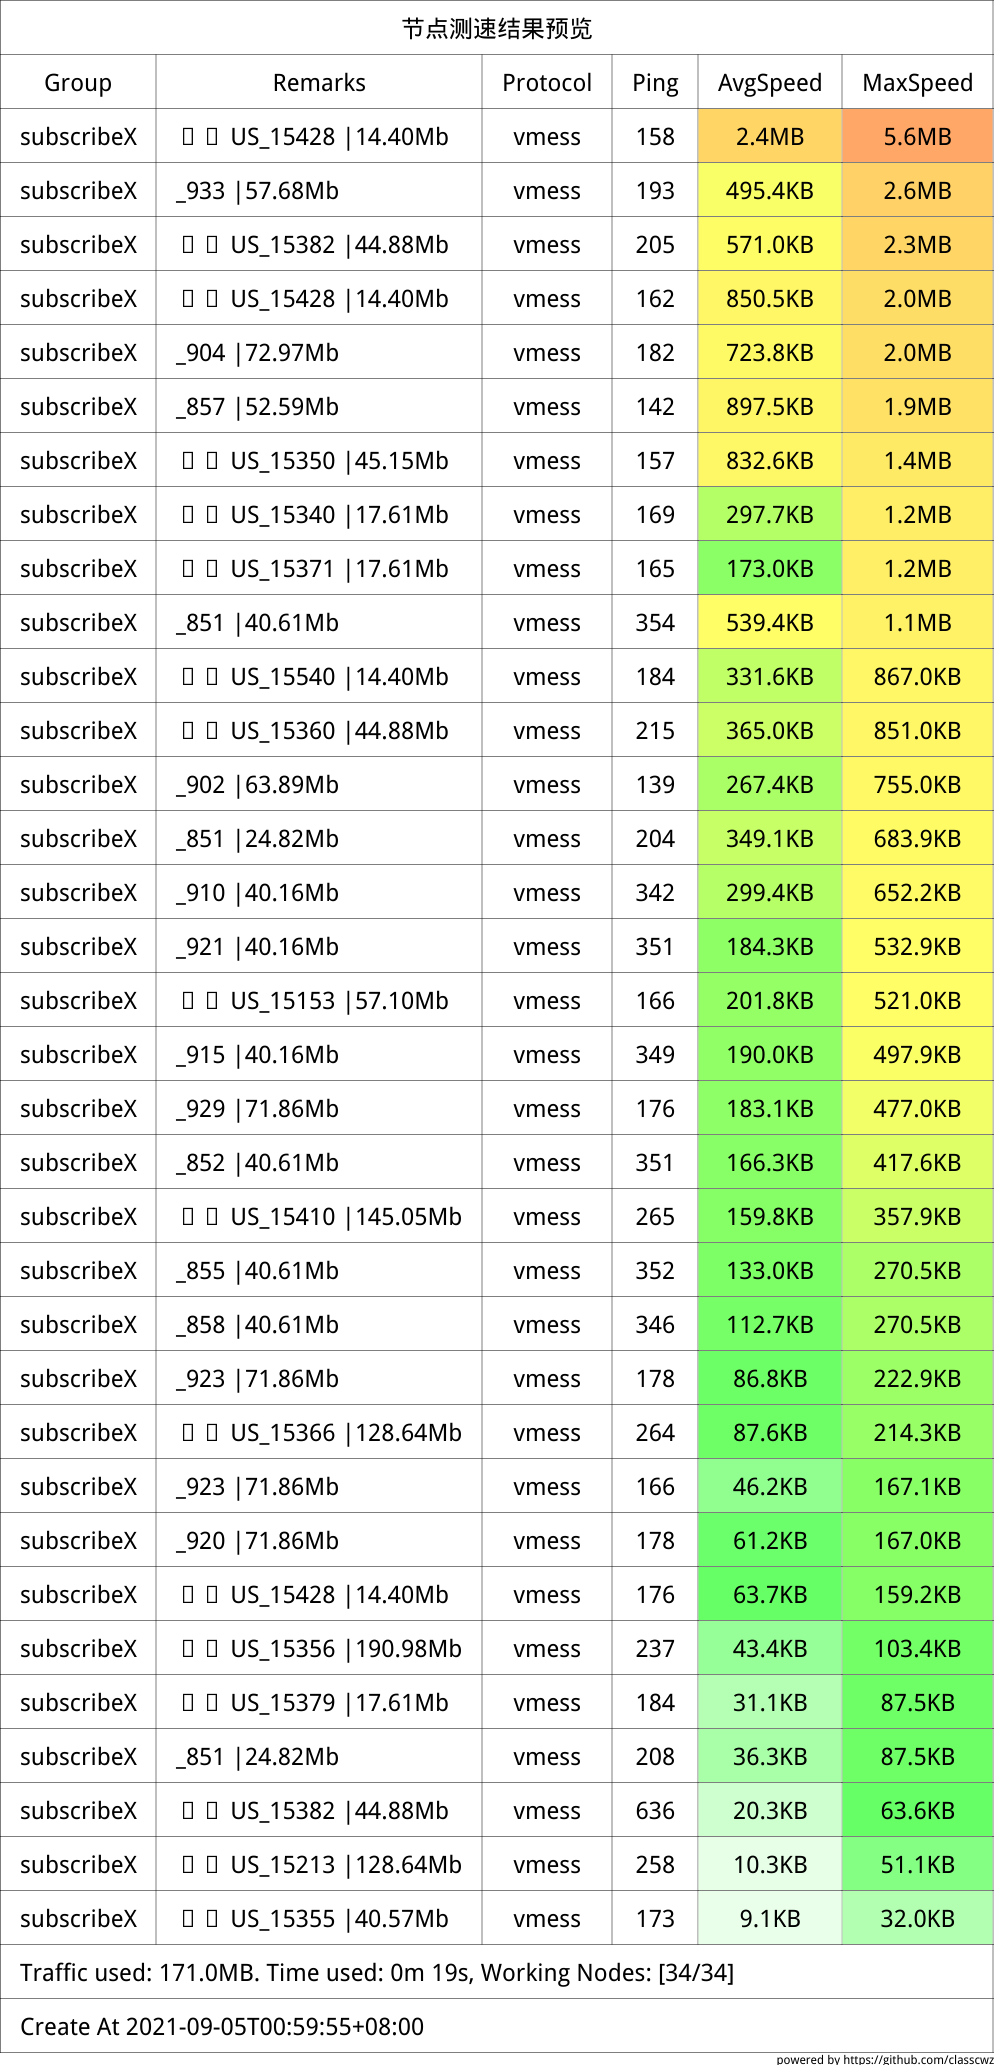 节点测速结果预览
Group Remarks Protocol Ping AvgSpeed MaxSpeed
subscribeX US_15428 |14.40Mb vmess 158 2.4MB 5.6MB
subscribeX _933 |57.68Mb vmess 193 495.4KB 2.6MB
subscribeX US_15382 |44.88Mb vmess 205 571.0KB 2.3MB
subscribeX US_15428 |14.40Mb vmess 162 850.5KB 2.0MB
subscribeX _904 |72.97Mb vmess 182 723.8KB 2.0MB
subscribeX _857 |52.59Mb vmess 142 897.5KB 1.9MB
subscribeX US_15350 |45.15Mb vmess 157 832.6KB 1.4MB
subscribeX US_15340 |17.61Mb vmess 169 297.7KB 1.2MB
subscribeX US_15371 |17.61Mb vmess 165 173.0KB 1.2MB
subscribeX _851 |40.61Mb vmess 354 539.4KB 1.1MB
subscribeX US_15540 |14.40Mb vmess 184 331.6KB 867.0KB
subscribeX US_15360 |44.88Mb vmess 215 365.0KB 851.0KB
subscribeX _902 |63.89Mb vmess 139 267.4KB 755.0KB
subscribeX _851 |24.82Mb vmess 204 349.1KB 683.9KB
subscribeX _910 |40.16Mb vmess 342 299.4KB 652.2KB
subscribeX _921 |40.16Mb vmess 351 184.3KB 532.9KB
subscribeX US_15153 |57.10Mb vmess 166 201.8KB 521.0KB
subscribeX _915 |40.16Mb vmess 349 190.0KB 497.9KB
subscribeX _929 |71.86Mb vmess 176 183.1KB 477.0KB
subscribeX _852 |40.61Mb vmess 351 166.3KB 417.6KB
subscribeX US_15410 |145.05Mb vmess 265 159.8KB 357.9KB
subscribeX _855 |40.61Mb vmess 352 133.0KB 270.5KB
subscribeX _858 |40.61Mb vmess 346 112.7KB 270.5KB
subscribeX _923 |71.86Mb vmess 178 86.8KB 222.9KB
subscribeX US_15366 |128.64Mb vmess 264 87.6KB 214.3KB
subscribeX _923 |71.86Mb vmess 166 46.2KB 167.1KB
subscribeX _920 |71.86Mb vmess 178 61.2KB 167.0KB
subscribeX US_15428 |14.40Mb vmess 176 63.7KB 159.2KB
subscribeX US_15356 |190.98Mb vmess 237 43.4KB 103.4KB
subscribeX US_15379 |17.61Mb vmess 184 31.1KB 87.5KB
subscribeX _851 |24.82Mb vmess 208 36.3KB 87.5KB
subscribeX US_15382 |44.88Mb vmess 636 20.3KB 63.6KB
subscribeX US_15213 |128.64Mb vmess 258 10.3KB 51.1KB
subscribeX US_15355 |40.57Mb vmess 173 9.1KB 32.0KB
Traffic used: 171.0MB. Time used: 0m 19s, Working Nodes: [34/34]
Create At 2021-09-05T00:59:55+08:00
powered by https://github.com/classcwz